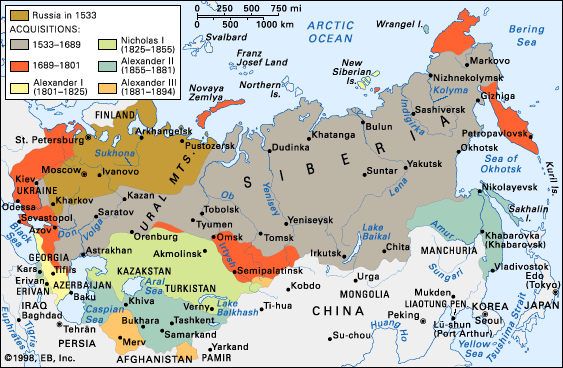 Russia in 1533
ACQUISITIONS:
1533–1689
1689–1801
Alexander I
(1801–1825)
Nicholas I
(1825–1855)
Alexander II
(1855–1881)
Alexander III
(1881–1894)
0 250 500 750 mi
0 500 1000 km
ARCTIC
OCEAN
Wrangel I.
Bering
Sea
Svalbard
Franz
Josef Land
Northern
Is.
New
Siberian
Is.
Novaya
Zemlya
Markovo
Nizhnekolymsk
Kolyma
Gizhiga
Indigirka
Sashiversk
FINLAND
St. Petersburg
Arkhangelsk
Pustozersk
Sukhona
Dudinka
Khatanga
Bulun
Petropavlovsk
Okhotsk
Sea of
Okhotsk
Kuril Is.
Moscow
Ivanovo
SIBERIA
Yakutsk
Suntar
Lena
Kiev
UKRAINE
Kharkov
Kazan
URAL MTS.
Ob
Yenisey
Nikolayevsk
Sakhalin
I.
Odessa
Sevastopol
Azov
Don
Volga
Saratov
Tobolsk
Tyumen
Yeniseysk
Tomsk
Omsk
Irtysh
Lake
Baikal
Irkutsk
Chita
Amur
Khabarovka
(Khabarovsk)
Black
Sea
Astrakhan
Orenburg
Akmolinsk
Semipalatinsk
MANCHURIA
Sungari
Vladivostok
GEORGIA
Kars
Tiflis
Erivan
ERIVAN
AZERBAIJAN
Baku
KAZAKSTAN
Aral
Sea
TURKISTAN
Lake
Balkhash
Kobdo
Urga
MONGOLIA
Edo
(Tokyo)
JAPAN
IRAQ
Baghdad
Tigris
Euphrates
Tehrān
Caspian
Sea
Khiva
Verny
Ti-hua
CHINA
Mukden
LIAOTUNG PEN.
Peking
Lü-shun
(Port Arthur)
KOREA
Seoul
Bukhara
Tashkent
Samarkand
Su-chou
Huang
Ho
Yellow
Sea
Tsushima Strait
PERSIA
Merv
AFGHANISTAN
PAMIR
Yarkand
©1998, EB, Inc.